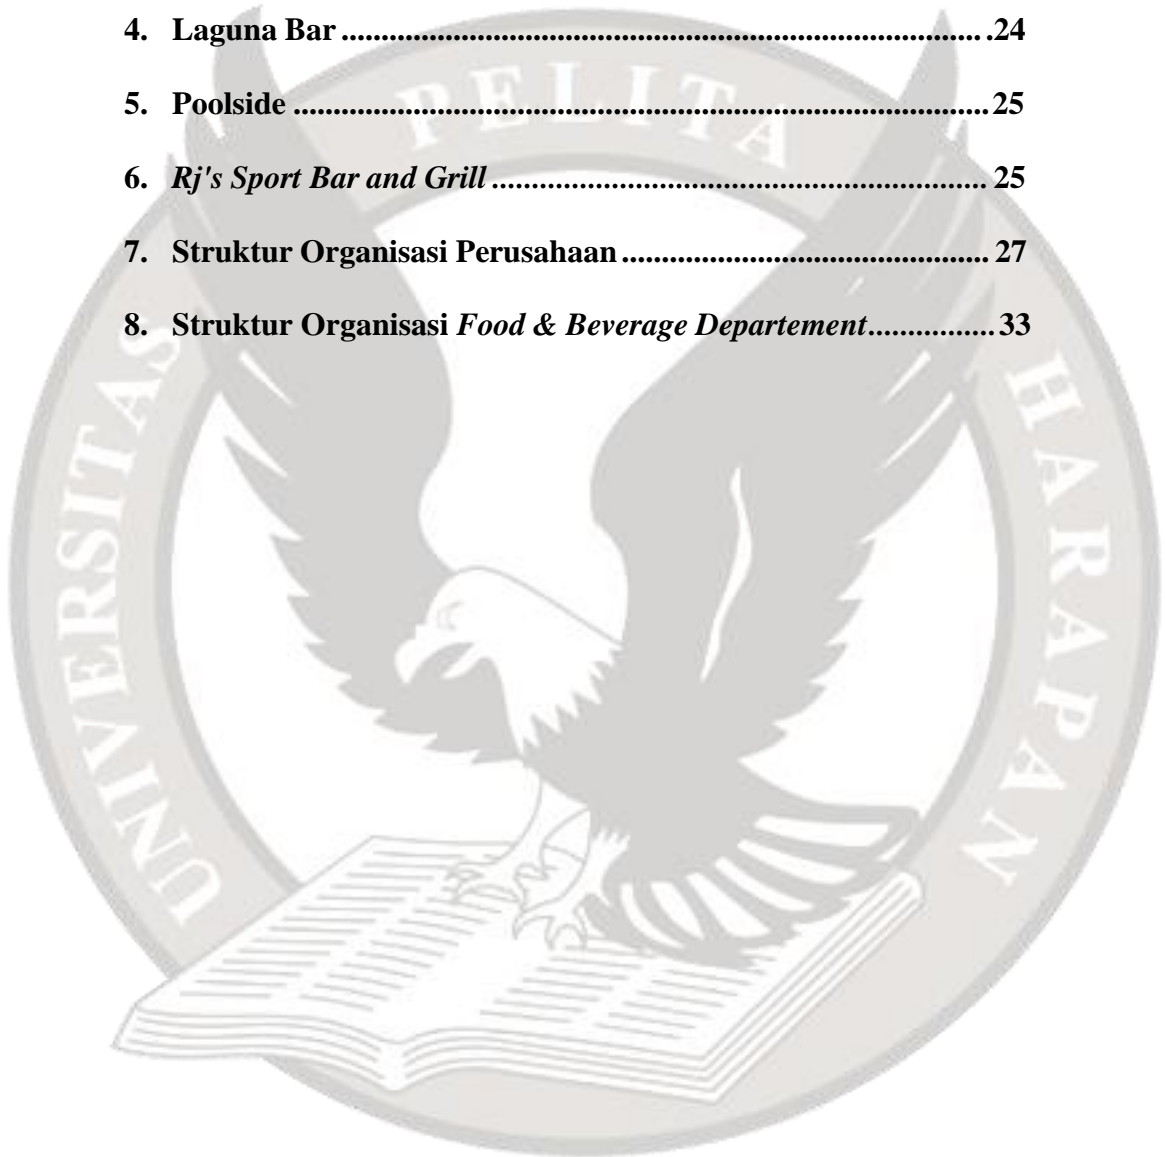 4. Laguna Bar .................................................................................24
5. Poolside ........................................................................................25
6. Rj's Sport Bar and Grill ............................................................... 25
7. Struktur Organisasi Perusahaan .............................................. 27
8. Struktur Organisasi Food & Beverage Departement................ 33
UNIVERSITAS PELITA HARAPAN